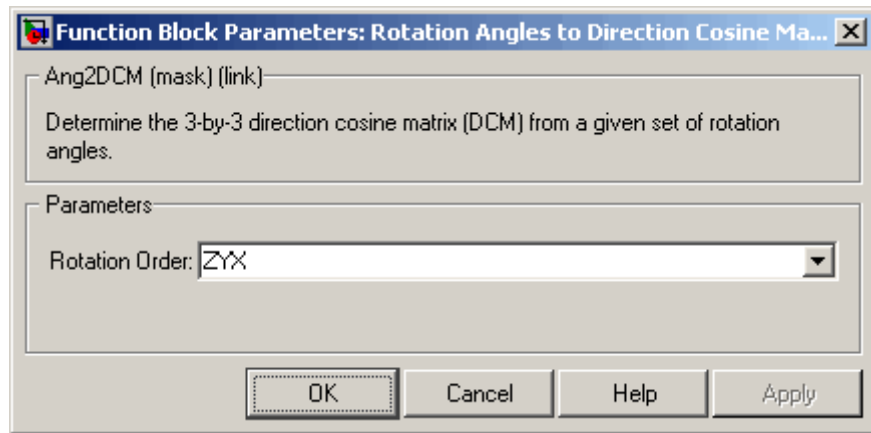 Function Block Parameters: Rotation Angles to Direction Cosine Ma...
Ang2DCM (mask) (link)
Determine the 3-by-3 direction cosine matrix (DCM) from a given set of rotation
angles.
Parameters
Rotation Order: ZYX
OK Cancel Help Apply